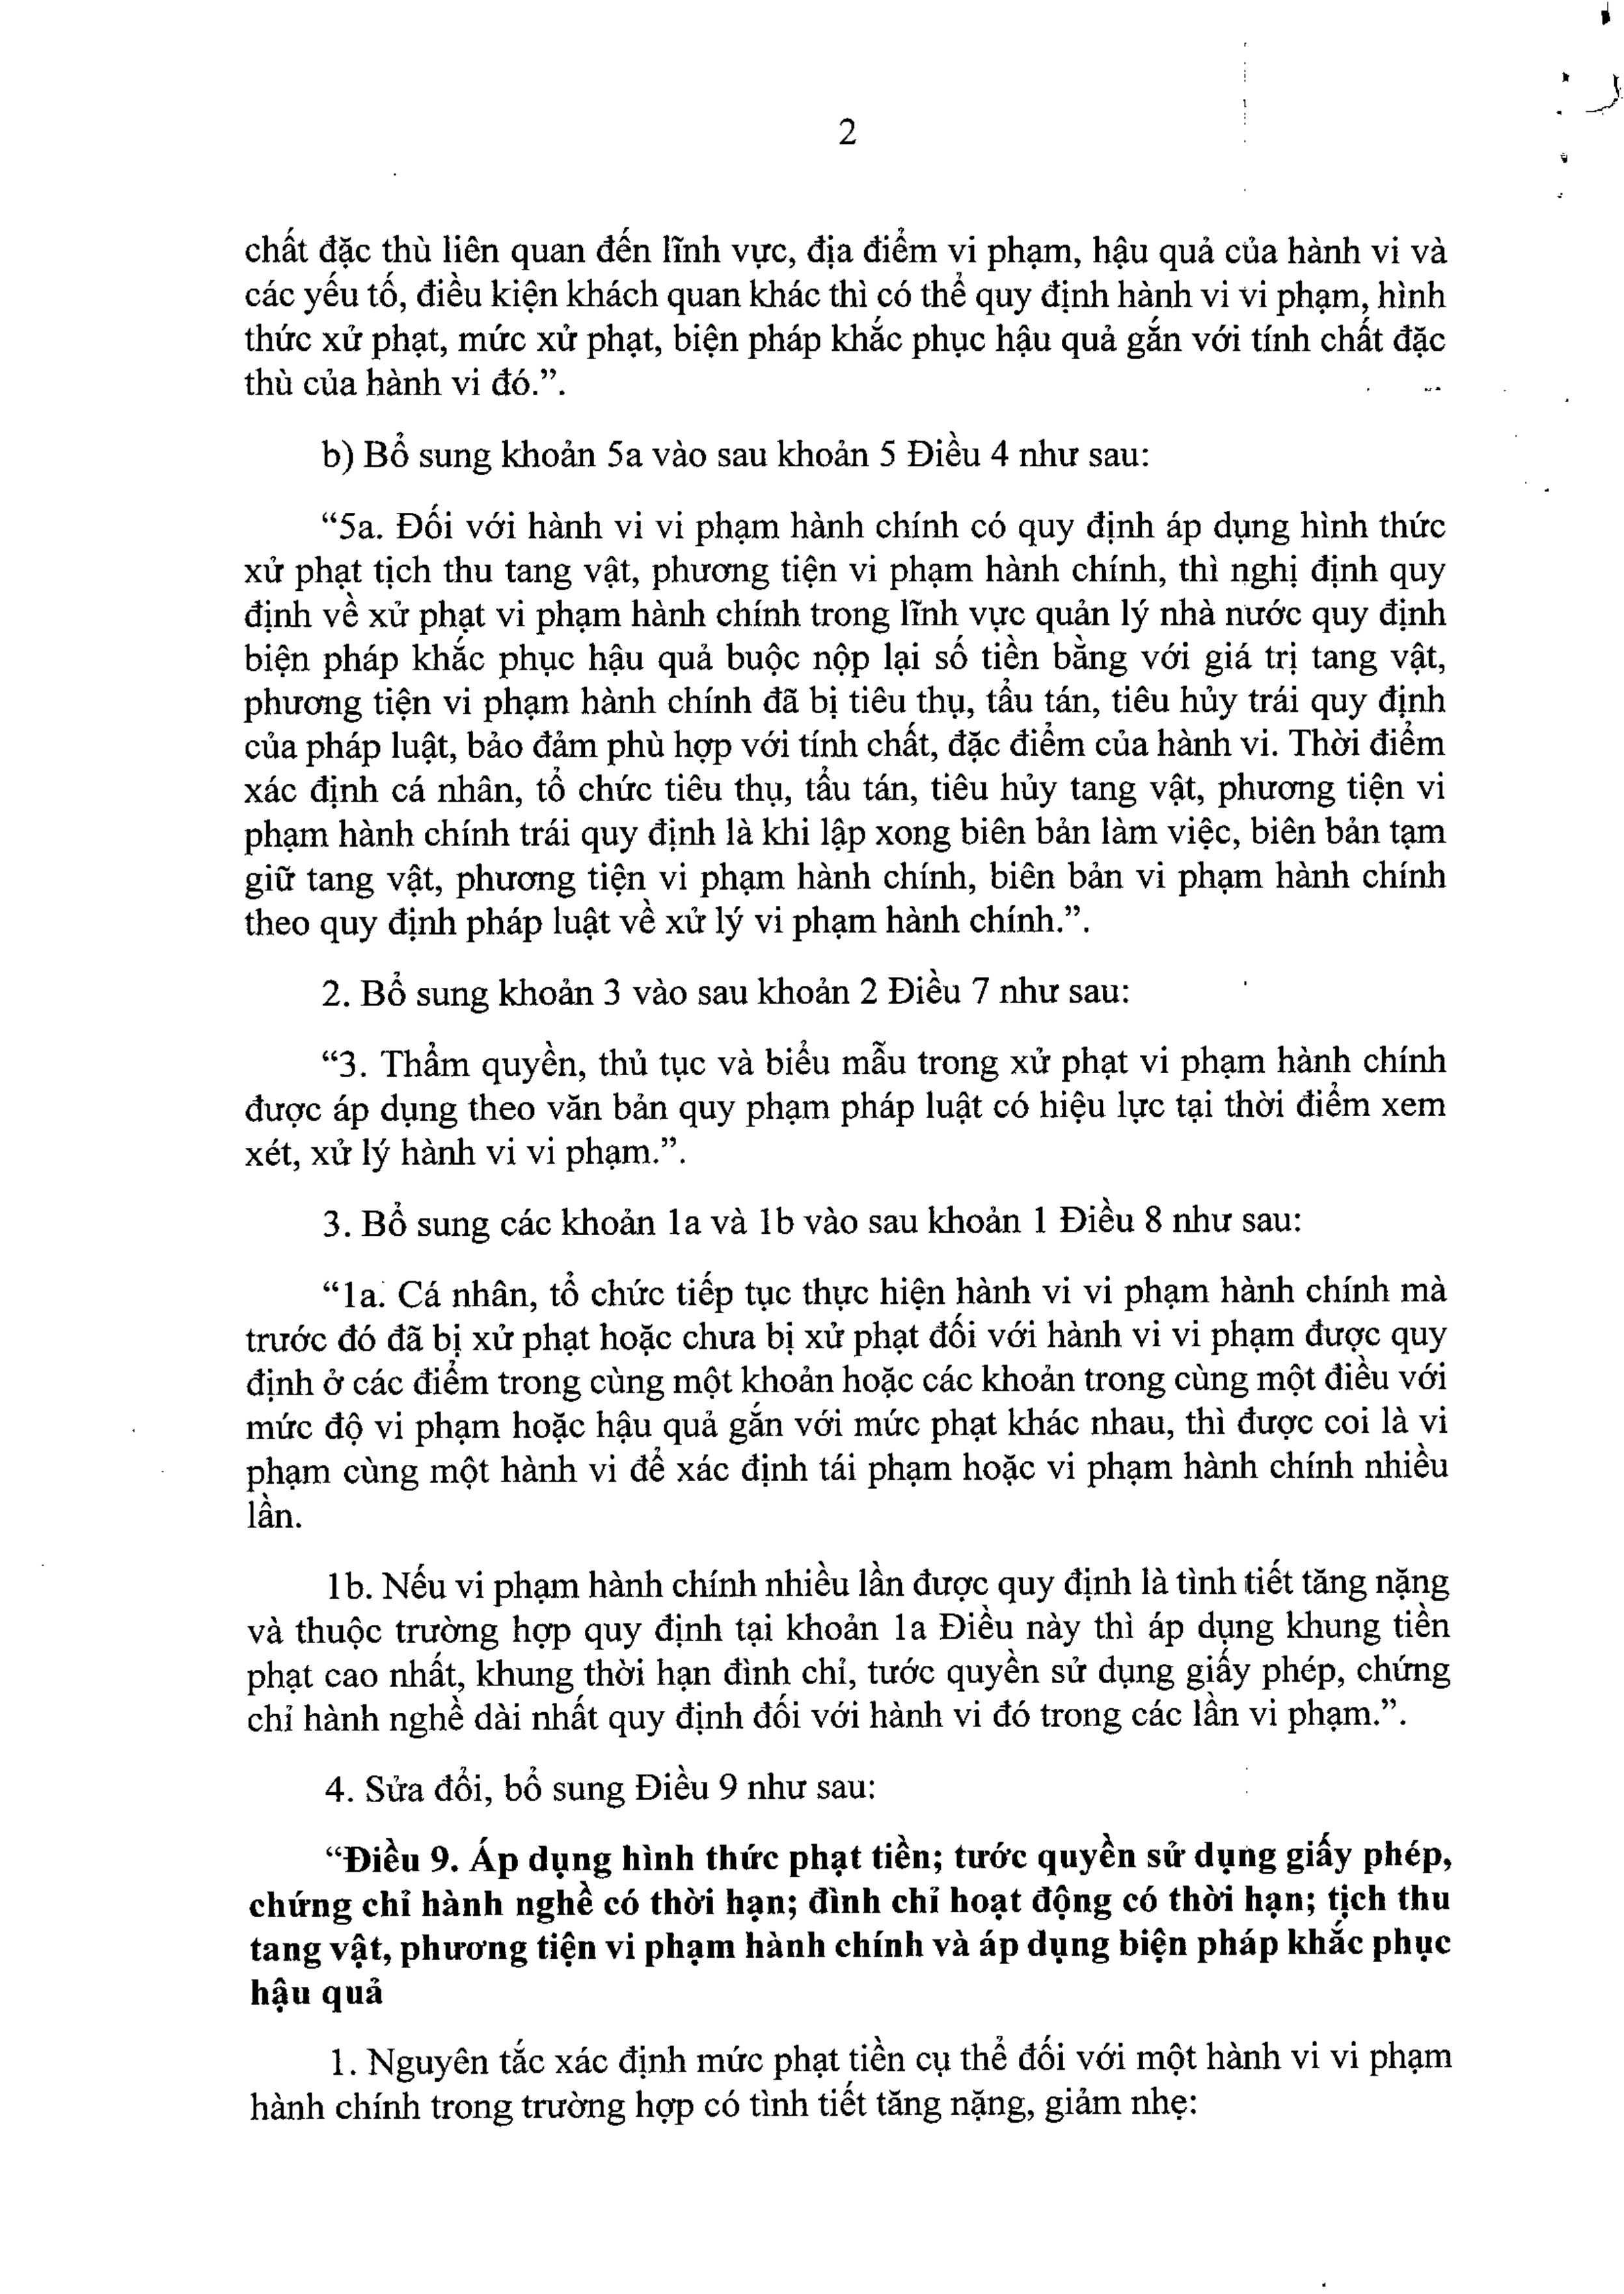 2
chất đặc thù liên quan đến lĩnh vực, địa điểm vi phạm, hậu quả của hành vi và
các yếu tố, điều kiện khách quan khác thì có thể quy định hành vi vi phạm, hình
thức xử phạt, mức xử phạt, biện pháp khắc phục hậu quả gắn với tính chất đặc
thù của hành vi đó.”.
b) Bổ sung khoản 5a vào sau khoản 5 Điều 4 như sau:
“5a. Đối với hành vi vi phạm hành chính có quy định áp dụng hình thức
xử phạt tịch thu tang vật, phương tiện vi phạm hành chính, thì nghị định quy
định về xử phạt vi phạm hành chính trong lĩnh vực quản lý nhà nước quy định
biện pháp khắc phục hậu quả buộc nộp lại số tiền bằng với giá trị tang vật,
phương tiện vi phạm hành chính đã bị tiêu thụ, tẩu tán, tiêu hủy trái quy định
của pháp luật, bảo đảm phù hợp với tính chất, đặc điểm của hành vi. Thời điểm
xác định cá nhân, tổ chức tiêu thụ, tẩu tán, tiêu hủy tang vật, phương tiện vi
phạm hành chính trái quy định là khi lập xong biên bản làm việc, biên bản tạm
giữ tang vật, phương tiện vi phạm hành chính, biên bản vi phạm hành chính
theo quy định pháp luật về xử lý vi phạm hành chính.”.
2. Bổ sung khoản 3 vào sau khoản 2 Điều 7 như sau:
“3. Thẩm quyền, thủ tục và biểu mẫu trong xử phạt vi phạm hành chính
được áp dụng theo văn bản quy phạm pháp luật có hiệu lực tại thời điểm xem
xét, xử lý hành vi vi phạm.”.
3. Bổ sung các khoản 1a và 1b vào sau khoản 1 Điều 8 như sau:
“1a. Cá nhân, tổ chức tiếp tục thực hiện hành vi vi phạm hành chính mà
trước đó đã bị xử phạt hoặc chưa bị xử phạt đối với hành vi vi phạm được quy
định ở các điểm trong cùng một khoản hoặc các khoản trong cùng một điều với
mức độ vi phạm hoặc hậu quả gắn với mức phạt khác nhau, thì được coi là vi
phạm cùng một hành vi để xác định tái phạm hoặc vi phạm hành chính nhiều
lần.
1b. Nếu vi phạm hành chính nhiều lần được quy định là tình tiết tăng nặng
và thuộc trường hợp quy định tại khoản 1a Điều này thì áp dụng khung tiền
phạt cao nhất, khung thời hạn đình chỉ, tước quyền sử dụng giấy phép, chứng
chỉ hành nghề dài nhất quy định đối với hành vi đó trong các lần vi phạm.”.
4. Sửa đổi, bổ sung Điều 9 như sau:
“Điều 9. Áp dụng hình thức phạt tiền; tước quyền sử dụng giấy phép,
chứng chỉ hành nghề có thời hạn; đình chỉ hoạt động có thời hạn; tịch thu
tang vật, phương tiện vi phạm hành chính và áp dụng biện pháp khắc phục
hậu quả
1. Nguyên tắc xác định mức phạt tiền cụ thể đối với một hành vi vi phạm
hành chính trong trường hợp có tình tiết tăng nặng, giảm nhẹ: